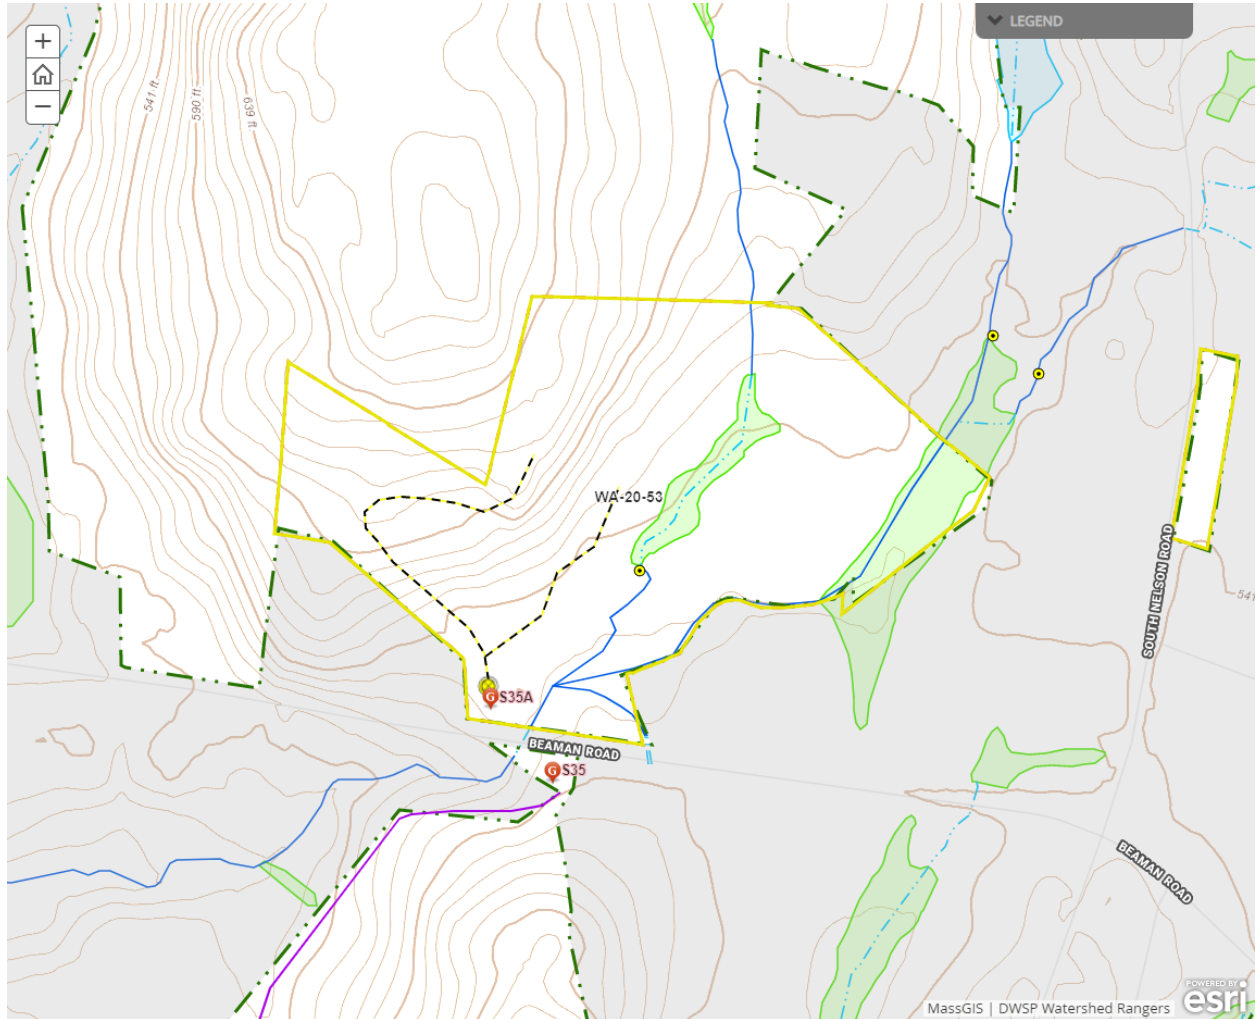 LEGEND
+
−
541 ft
590 ft
639 ft
WA-20-53
SOUTH NELSON ROAD
541
G S35A
BEAMAN ROAD
G S35
BEAMAN ROAD
MassGIS | DWSP Watershed Rangers
POWERED BY
esri